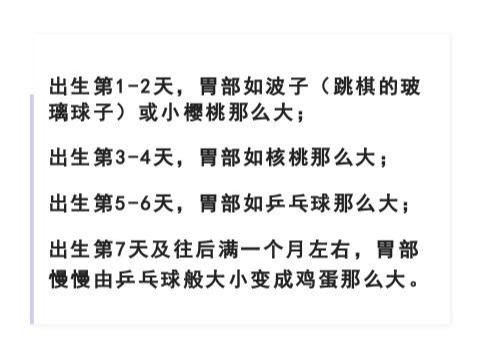 出生第1-2天，胃部如波子（跳棋的玻
璃球子）或小樱桃那么大；
出生第3-4天，胃部如核桃那么大；
出生第5-6天，胃部如乒乓球那么大；
出生第7天及往后满一个月左右，胃部
慢慢由乒乓球般大小变成鸡蛋那么大。